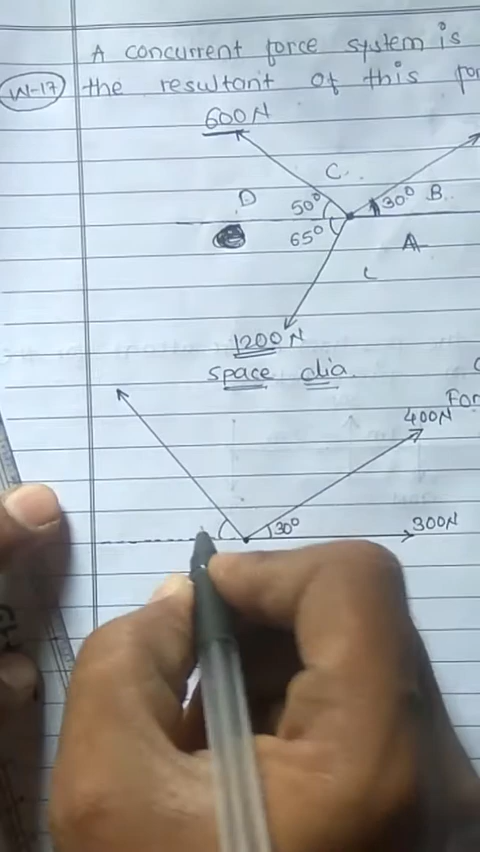 A concurrent force system is
W-17 the resultant of this
600N
C.
D 50° 30° B
65° A
1200N
space dia.
400N
30° 300N